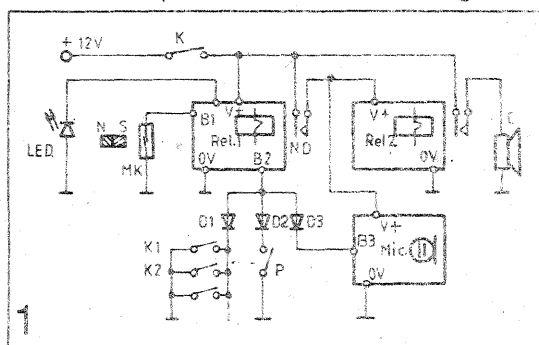 + 12V
K
B1
V+
Rel.1
0V
B2
N D
V+
Rel 2
0V
C
LED.
N S
MK
D1
D2
D3
K1
K2
P
B3
V+
Mic.
0V
1